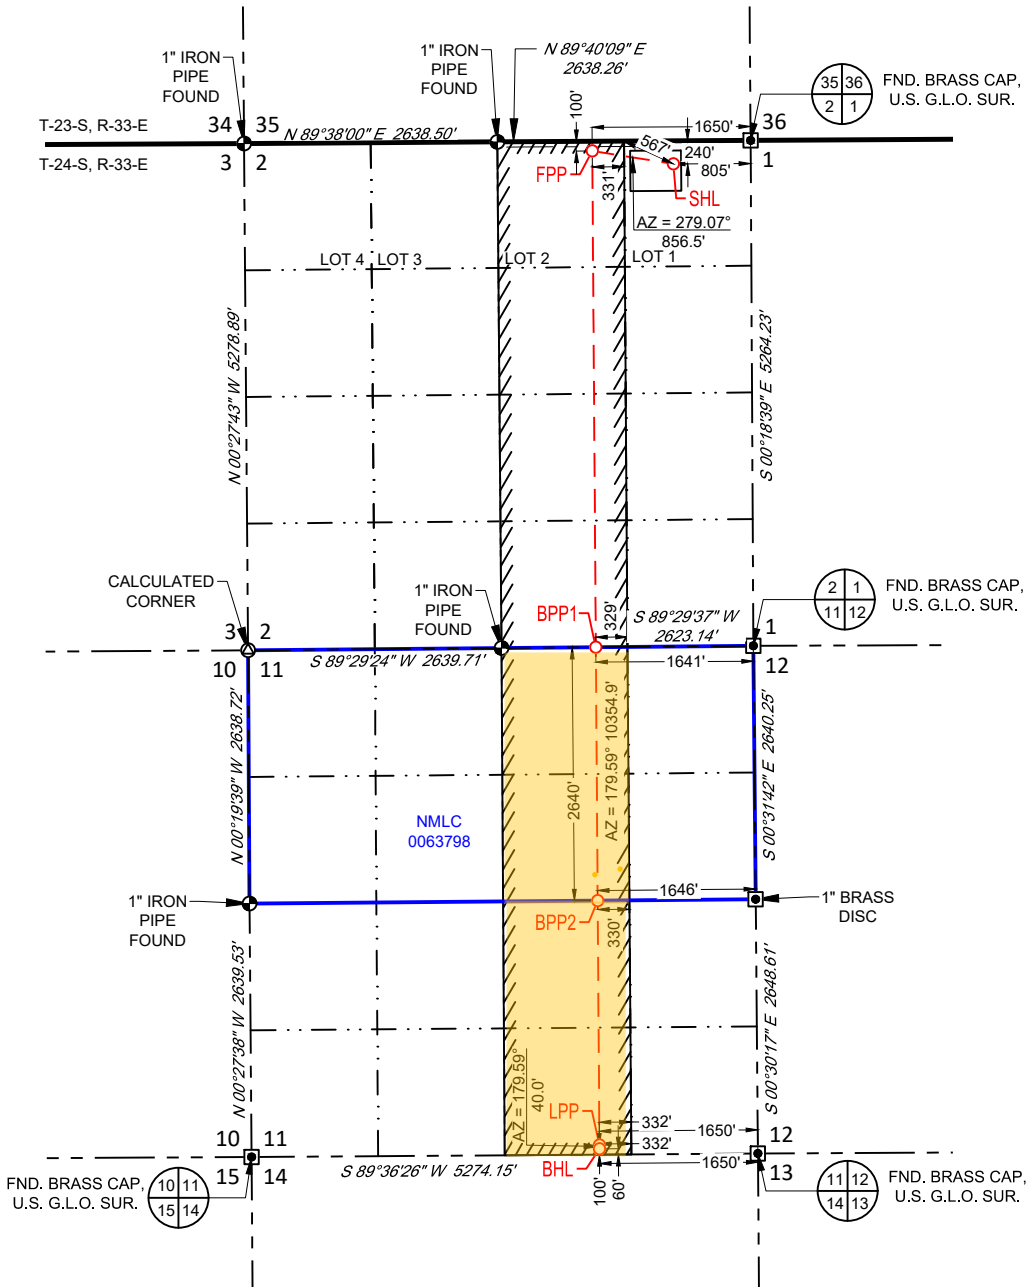 1" IRON
PIPE
FOUND
1" IRON
PIPE
FOUND
N 89°40'09" E
2638.26'
35 36
2 1
FND. BRASS CAP,
U.S. G.L.O. SUR.
T-23-S, R-33-E
T-24-S, R-33-E
34 35
3 2
N 89°38'00" E 2638.50'
100'
1650'
36
1
567'
240'
805'
FPP
331'
SHL
AZ = 279.07°
856.5'
LOT 4
LOT 3
LOT 2
LOT 1
N 00°27'43" W 5278.89'
S 00°18'39" E 5264.23'
CALCULATED
CORNER
1" IRON
PIPE
FOUND
BPP1
329'
S 89°29'37" W
2623.14'
2 1
11 12
FND. BRASS CAP,
U.S. G.L.O. SUR.
3 2
10 11
S 89°29'24" W 2639.71'
1641'
1
12
N 00°19'39" W 2638.72'
2640'
AZ = 179.59° 10354.9'
S 00°31'42" E 2640.25'
NMLC
0063798
1" IRON
PIPE
FOUND
BPP2
1646'
330'
1" BRASS
DISC
N 00°27'38" W 2639.53'
S 00°30'17" E 2648.61'
AZ = 179.59°
40.0'
LPP
332'
1650'
332'
1650'
BHL
100'
60'
10 11
15 14
S 89°36'26" W 5274.15'
12
13
FND. BRASS CAP,
U.S. G.L.O. SUR.
10 11
15 14
11 12
14 13
FND. BRASS CAP,
U.S. G.L.O. SUR.